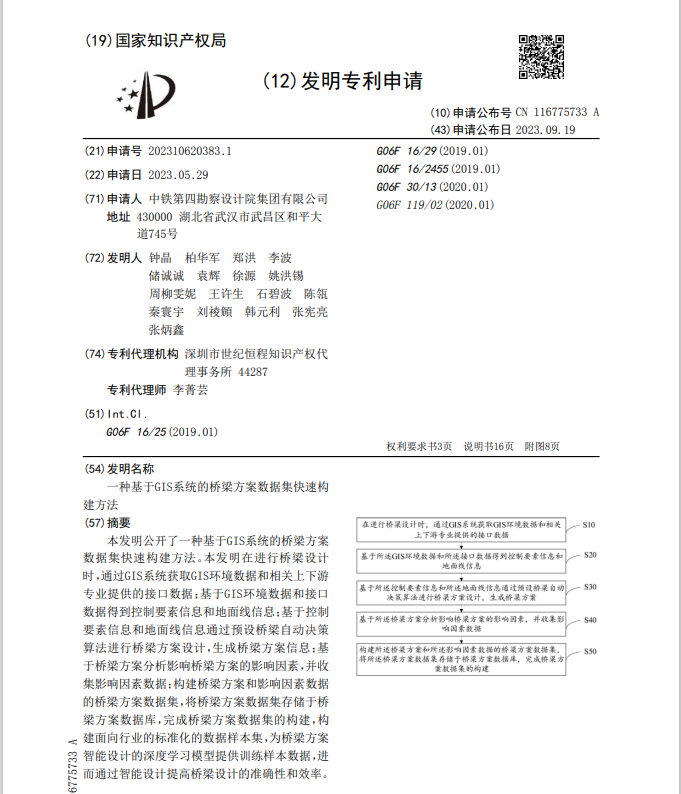 (19)国家知识产权局
(12)发明专利申请
(10)申请公布号 CN 116775733 A
(43)申请公布日 2023.09.19
(21)申请号 202310620383.1
(22)申请日 2023.05.29
(71)申请人 中铁第四勘察设计院集团有限公司
地址 430000 湖北省武汉市武昌区和平大
道745号
(72)发明人 钟晶 柏华军 郑洪 李波
储诚诚 袁辉 徐源 姚洪锡
周柳雯妮 王许生 石碧波 陈瓴
秦寰宇 刘祾頠 韩元利 张宪亮
张炳鑫
(74)专利代理机构 深圳市世纪恒程知识产权代
理事务所 44287
专利代理师 李菁芸
(51)Int.Cl.
G06F 16/25(2019.01)
G06F 16/29(2019.01)
G06F 16/2455(2019.01)
G06F 30/13(2020.01)
G06F 119/02(2020.01)
权利要求书3页 说明书16页 附图8页
(54)发明名称
一种基于GIS系统的桥梁方案数据集快速构
建方法
(57)摘要
本发明公开了一种基于GIS系统的桥梁方案
数据集快速构建方法。本发明在进行桥梁设计
时,通过GIS系统获取GIS环境数据和相关上下游
专业提供的接口数据;基于GIS环境数据和接口
数据得到控制要素信息和地面线信息;基于控制
要素信息和地面线信息通过预设桥梁自动决策
算法进行桥梁方案设计,生成桥梁方案信息;基
于桥梁方案分析影响桥梁方案的影响因素,并收
集影响因素数据;构建桥梁方案和影响因素数据
的桥梁方案数据集,将桥梁方案数据集存储于桥
梁方案数据库,完成桥梁方案数据集的构建,构
建面向行业的标准化的数据样本集,为桥梁方案
智能设计的深度学习模型提供训练样本数据,进
而通过智能设计提高桥梁设计的准确性和效率。
在进行桥梁设计时，通过GIS系统获取GIS环境数据和相关
上下游专业提供的接口数据
S10
基于所述GIS环境数据和所述接口数据得到控制要素信息和
地面线信息
S20
基于所述控制要素信息和所述地面线信息通过预设桥梁自动
决策算法进行桥梁方案设计，生成桥梁方案
S30
基于所述桥梁方案分析影响桥梁方案的影响因素，并收集影
响因素数据
S40
构建所述桥梁方案和所述影响因素数据的桥梁方案数据集，
将所述桥梁方案数据集存储于桥梁方案数据库，完成桥梁方
案数据集的构建
S50
6775733 A